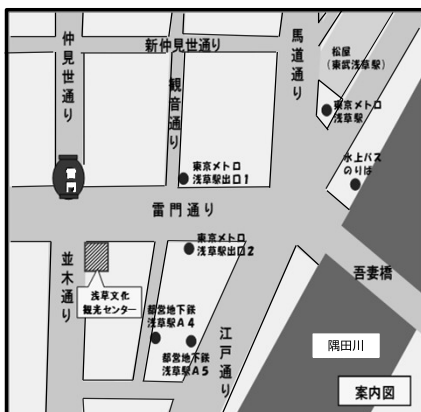 仲見世通り
新仲見世通り
馬道通り
松屋
(東武浅草駅)
観音通り
東京メトロ
浅草駅
水上バス
のりば
東京メトロ
浅草駅出口1
雷門通り
東京メトロ
浅草駅出口2
吾妻橋
並木通り
浅草文化
観光センター
都営地下鉄
浅草駅A4
都営地下鉄
浅草駅A5
江戸通り
隅田川
案内図